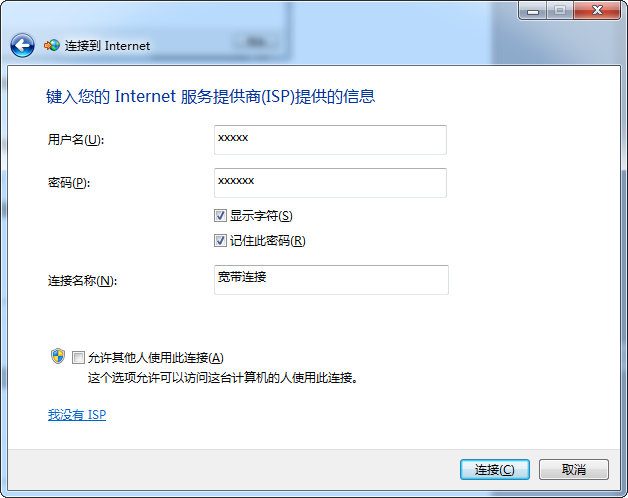 连接到 Internet
键入您的 Internet 服务提供商(ISP)提供的信息
用户名(U):
xxxxx
密码(P):
xxxxxx
显示字符(S)
记住此密码(R)
连接名称(N):
宽带连接
允许其他人使用此连接(A)
这个选项允许可以访问这台计算机的人使用此连接。
我没有 ISP
连接(C)
取消